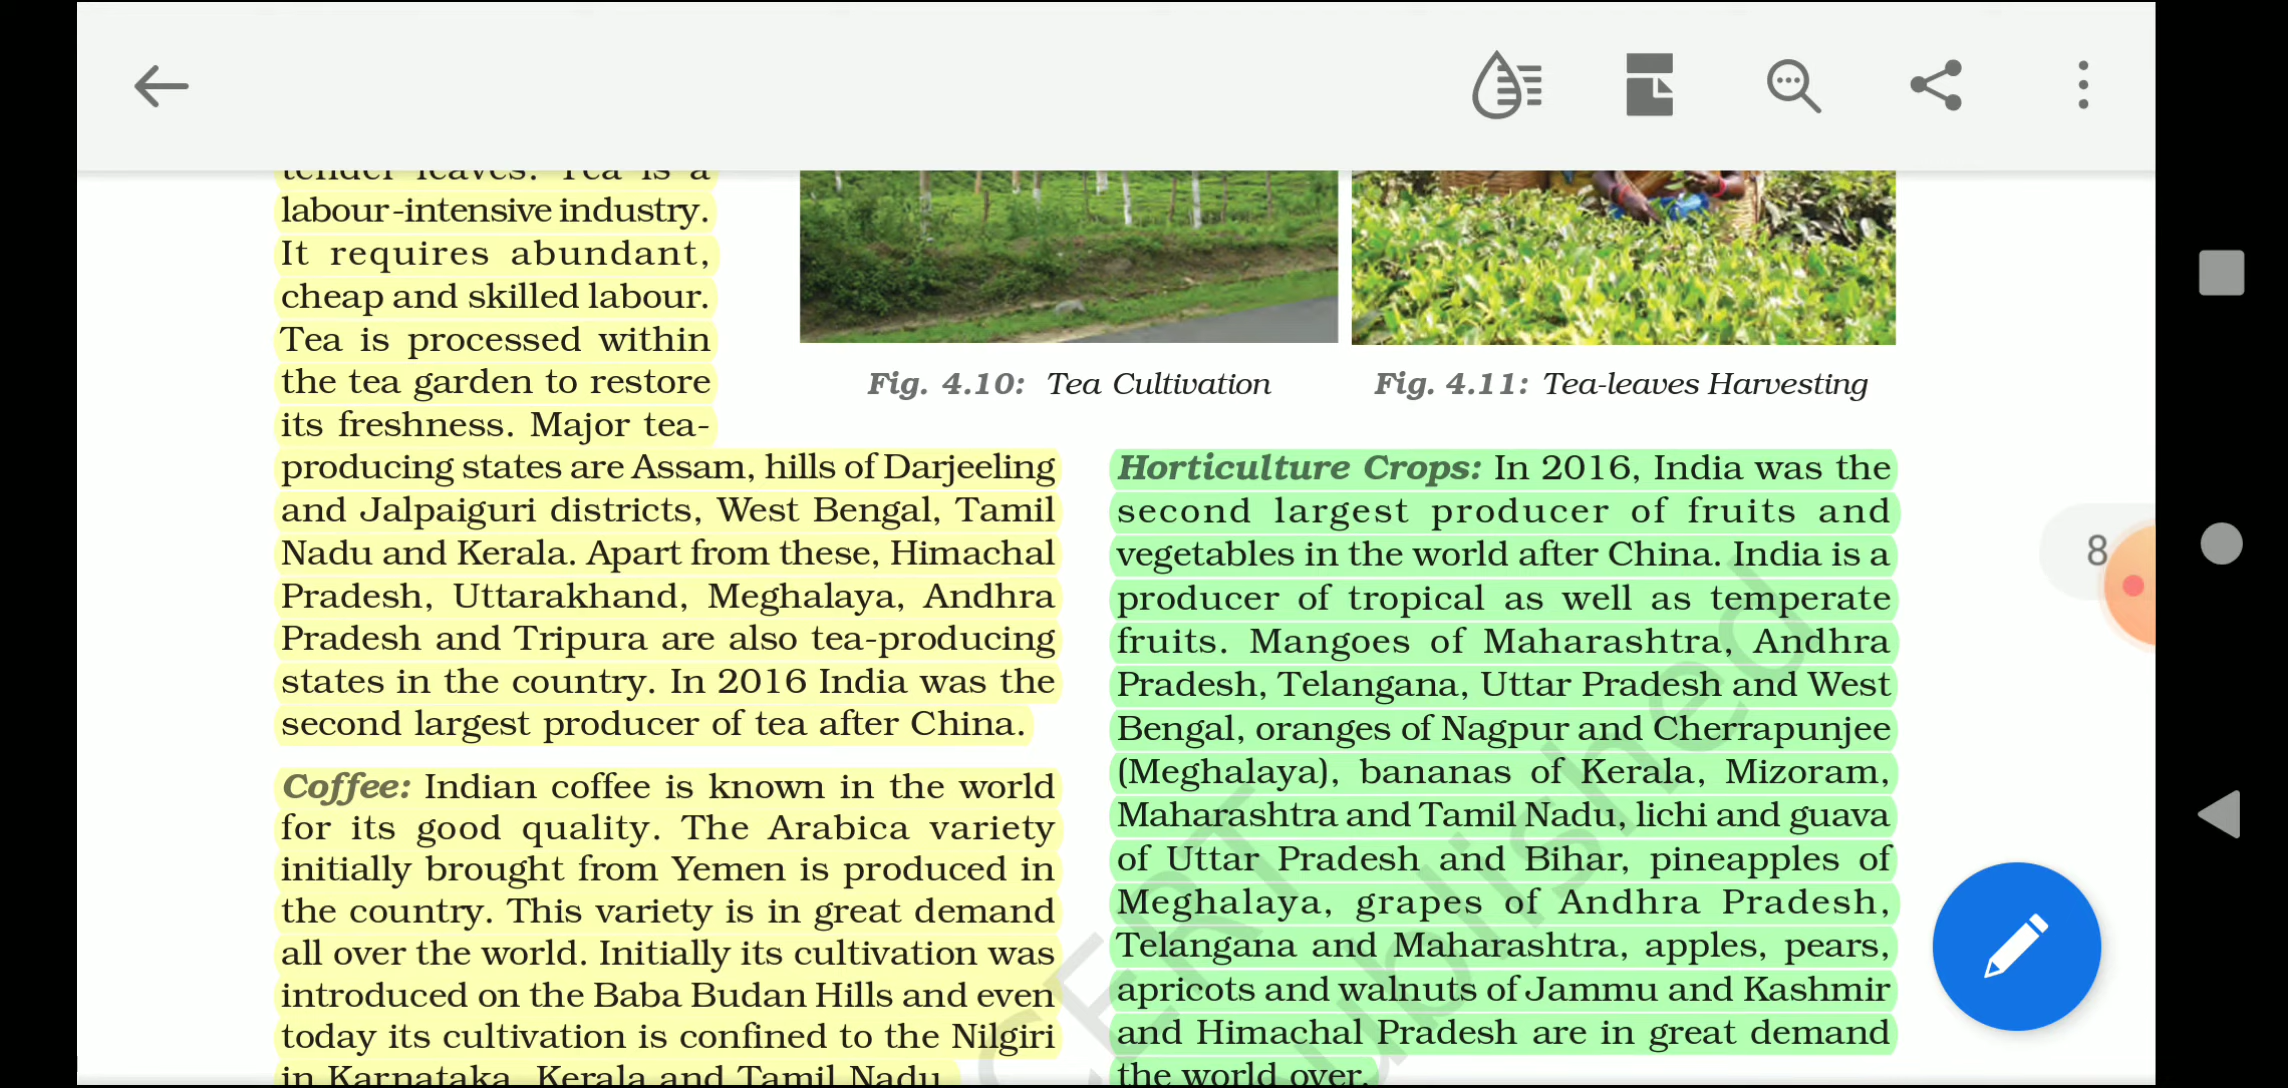 tender leaves. Tea is a
labour-intensive industry.
It requires abundant,
cheap and skilled labour.
Tea is processed within
the tea garden to restore
its freshness. Major tea-
producing states are Assam, hills of Darjeeling
and Jalpaiguri districts, West Bengal, Tamil
Nadu and Kerala. Apart from these, Himachal
Pradesh, Uttarakhand, Meghalaya, Andhra
Pradesh and Tripura are also tea-producing
states in the country. In 2016 India was the
second largest producer of tea after China.
Coffee: Indian coffee is known in the world
for its good quality. The Arabica variety
initially brought from Yemen is produced in
the country. This variety is in great demand
all over the world. Initially its cultivation was
introduced on the Baba Budan Hills and even
today its cultivation is confined to the Nilgiri
in Karnataka, Kerala and Tamil Nadu
Fig. 4.10: Tea Cultivation
Fig. 4.11: Tea-leaves Harvesting
Horticulture Crops: In 2016, India was the
second largest producer of fruits and
vegetables in the world after China. India is a
producer of tropical as well as temperate
fruits. Mangoes of Maharashtra, Andhra
Pradesh, Telangana, Uttar Pradesh and West
Bengal, oranges of Nagpur and Cherrapunjee
(Meghalaya), bananas of Kerala, Mizoram,
Maharashtra and Tamil Nadu, lichi and guava
of Uttar Pradesh and Bihar, pineapples of
Meghalaya, grapes of Andhra Pradesh,
Telangana and Maharashtra, apples, pears,
apricots and walnuts of Jammu and Kashmir
and Himachal Pradesh are in great demand
the world over.
8
CERT
ublished